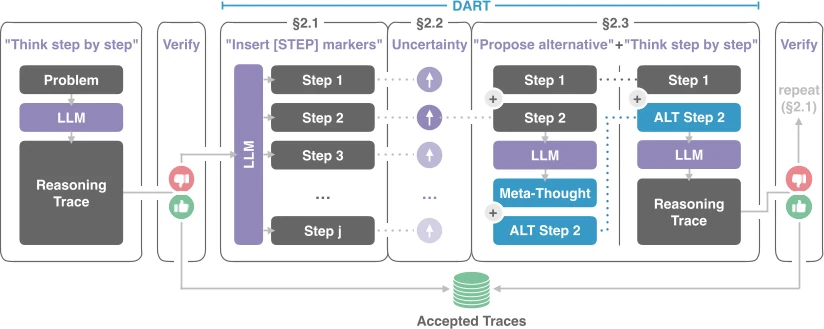 DART
§2.1
§2.2
§2.3
"Think step by step"
Verify
"Insert [STEP] markers"
Uncertainty
"Propose alternative"+"Think step by step"
Verify
Problem
LLM
Reasoning
Trace
LLM
Step 1
Step 2
Step 3
...
Step j
...
Step 1
+
Step 2
LLM
Meta-Thought
+
ALT Step 2
Step 1
+
ALT Step 2
LLM
Reasoning
Trace
repeat
(§2.1)
Accepted Traces